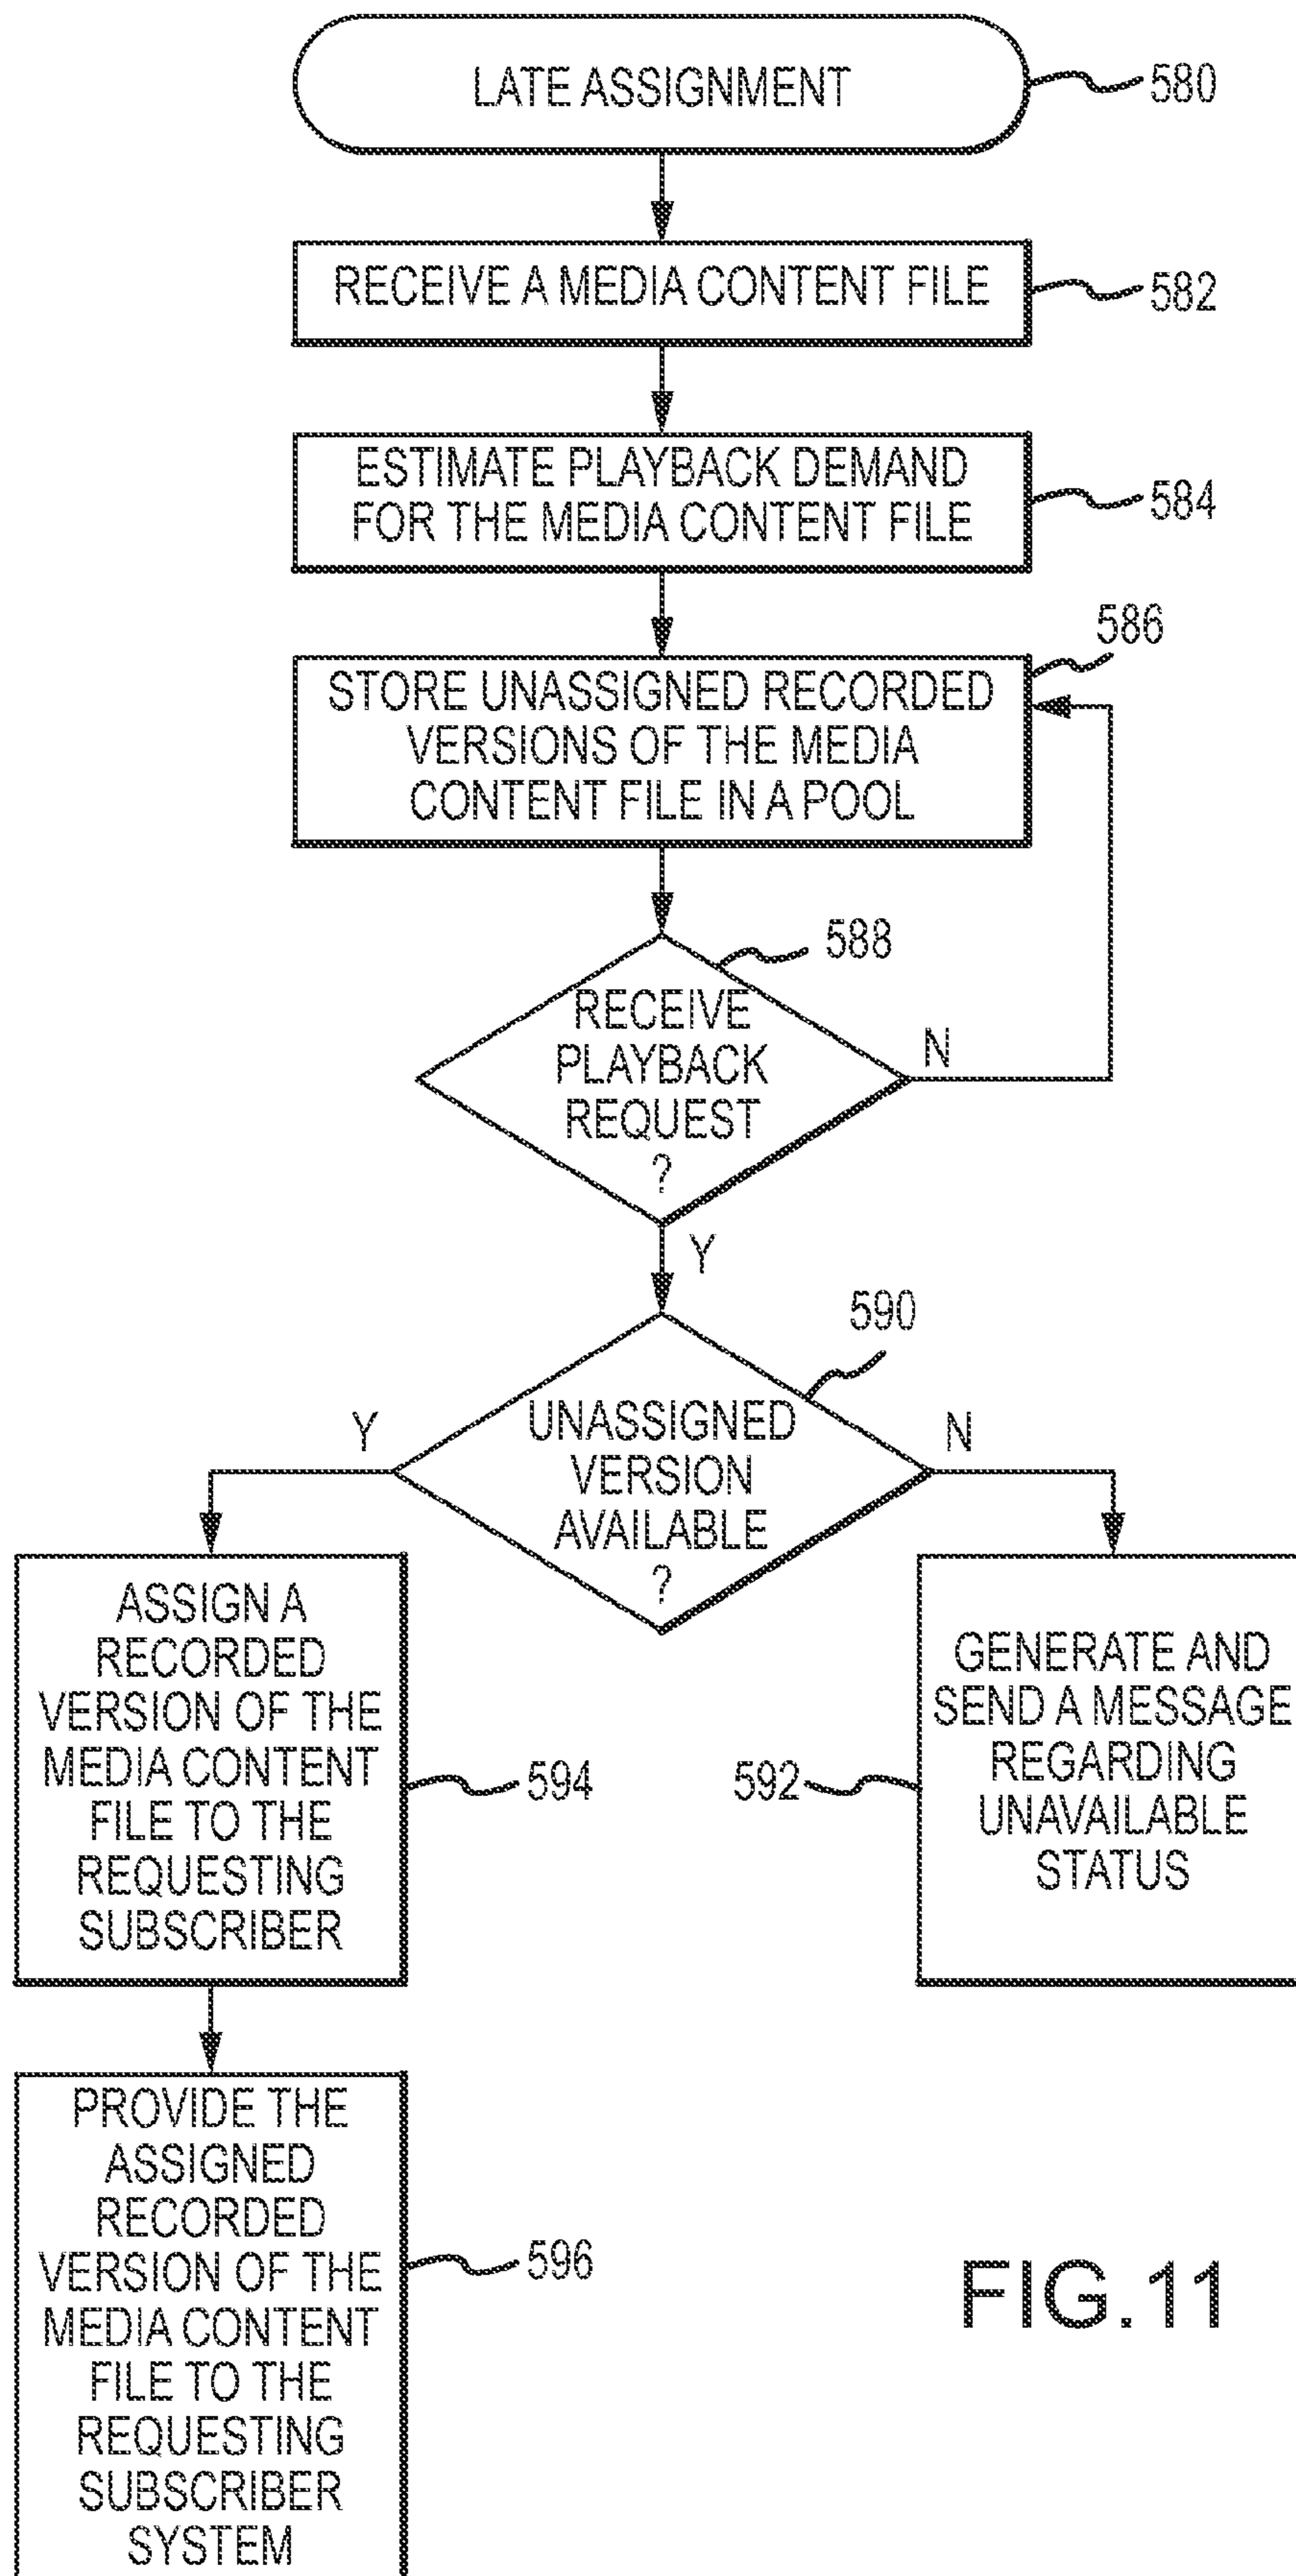 LATE ASSIGNMENT
580
RECEIVE A MEDIA CONTENT FILE
582
ESTIMATE PLAYBACK DEMAND
FOR THE MEDIA CONTENT FILE
584
586
STORE UNASSIGNED RECORDED
VERSIONS OF THE MEDIA
CONTENT FILE IN A POOL
588
RECEIVE
PLAYBACK
REQUEST
?
N
Y
590
UNASSIGNED
VERSION
AVAILABLE
?
Y
N
ASSIGN A
RECORDED
VERSION OF THE
MEDIA CONTENT
FILE TO THE
REQUESTING
SUBSCRIBER
594
592
GENERATE AND
SEND A MESSAGE
REGARDING
UNAVAILABLE
STATUS
PROVIDE THE
ASSIGNED
RECORDED
VERSION OF THE
MEDIA CONTENT
FILE TO THE
REQUESTING
SUBSCRIBER
SYSTEM
596
FIG.11